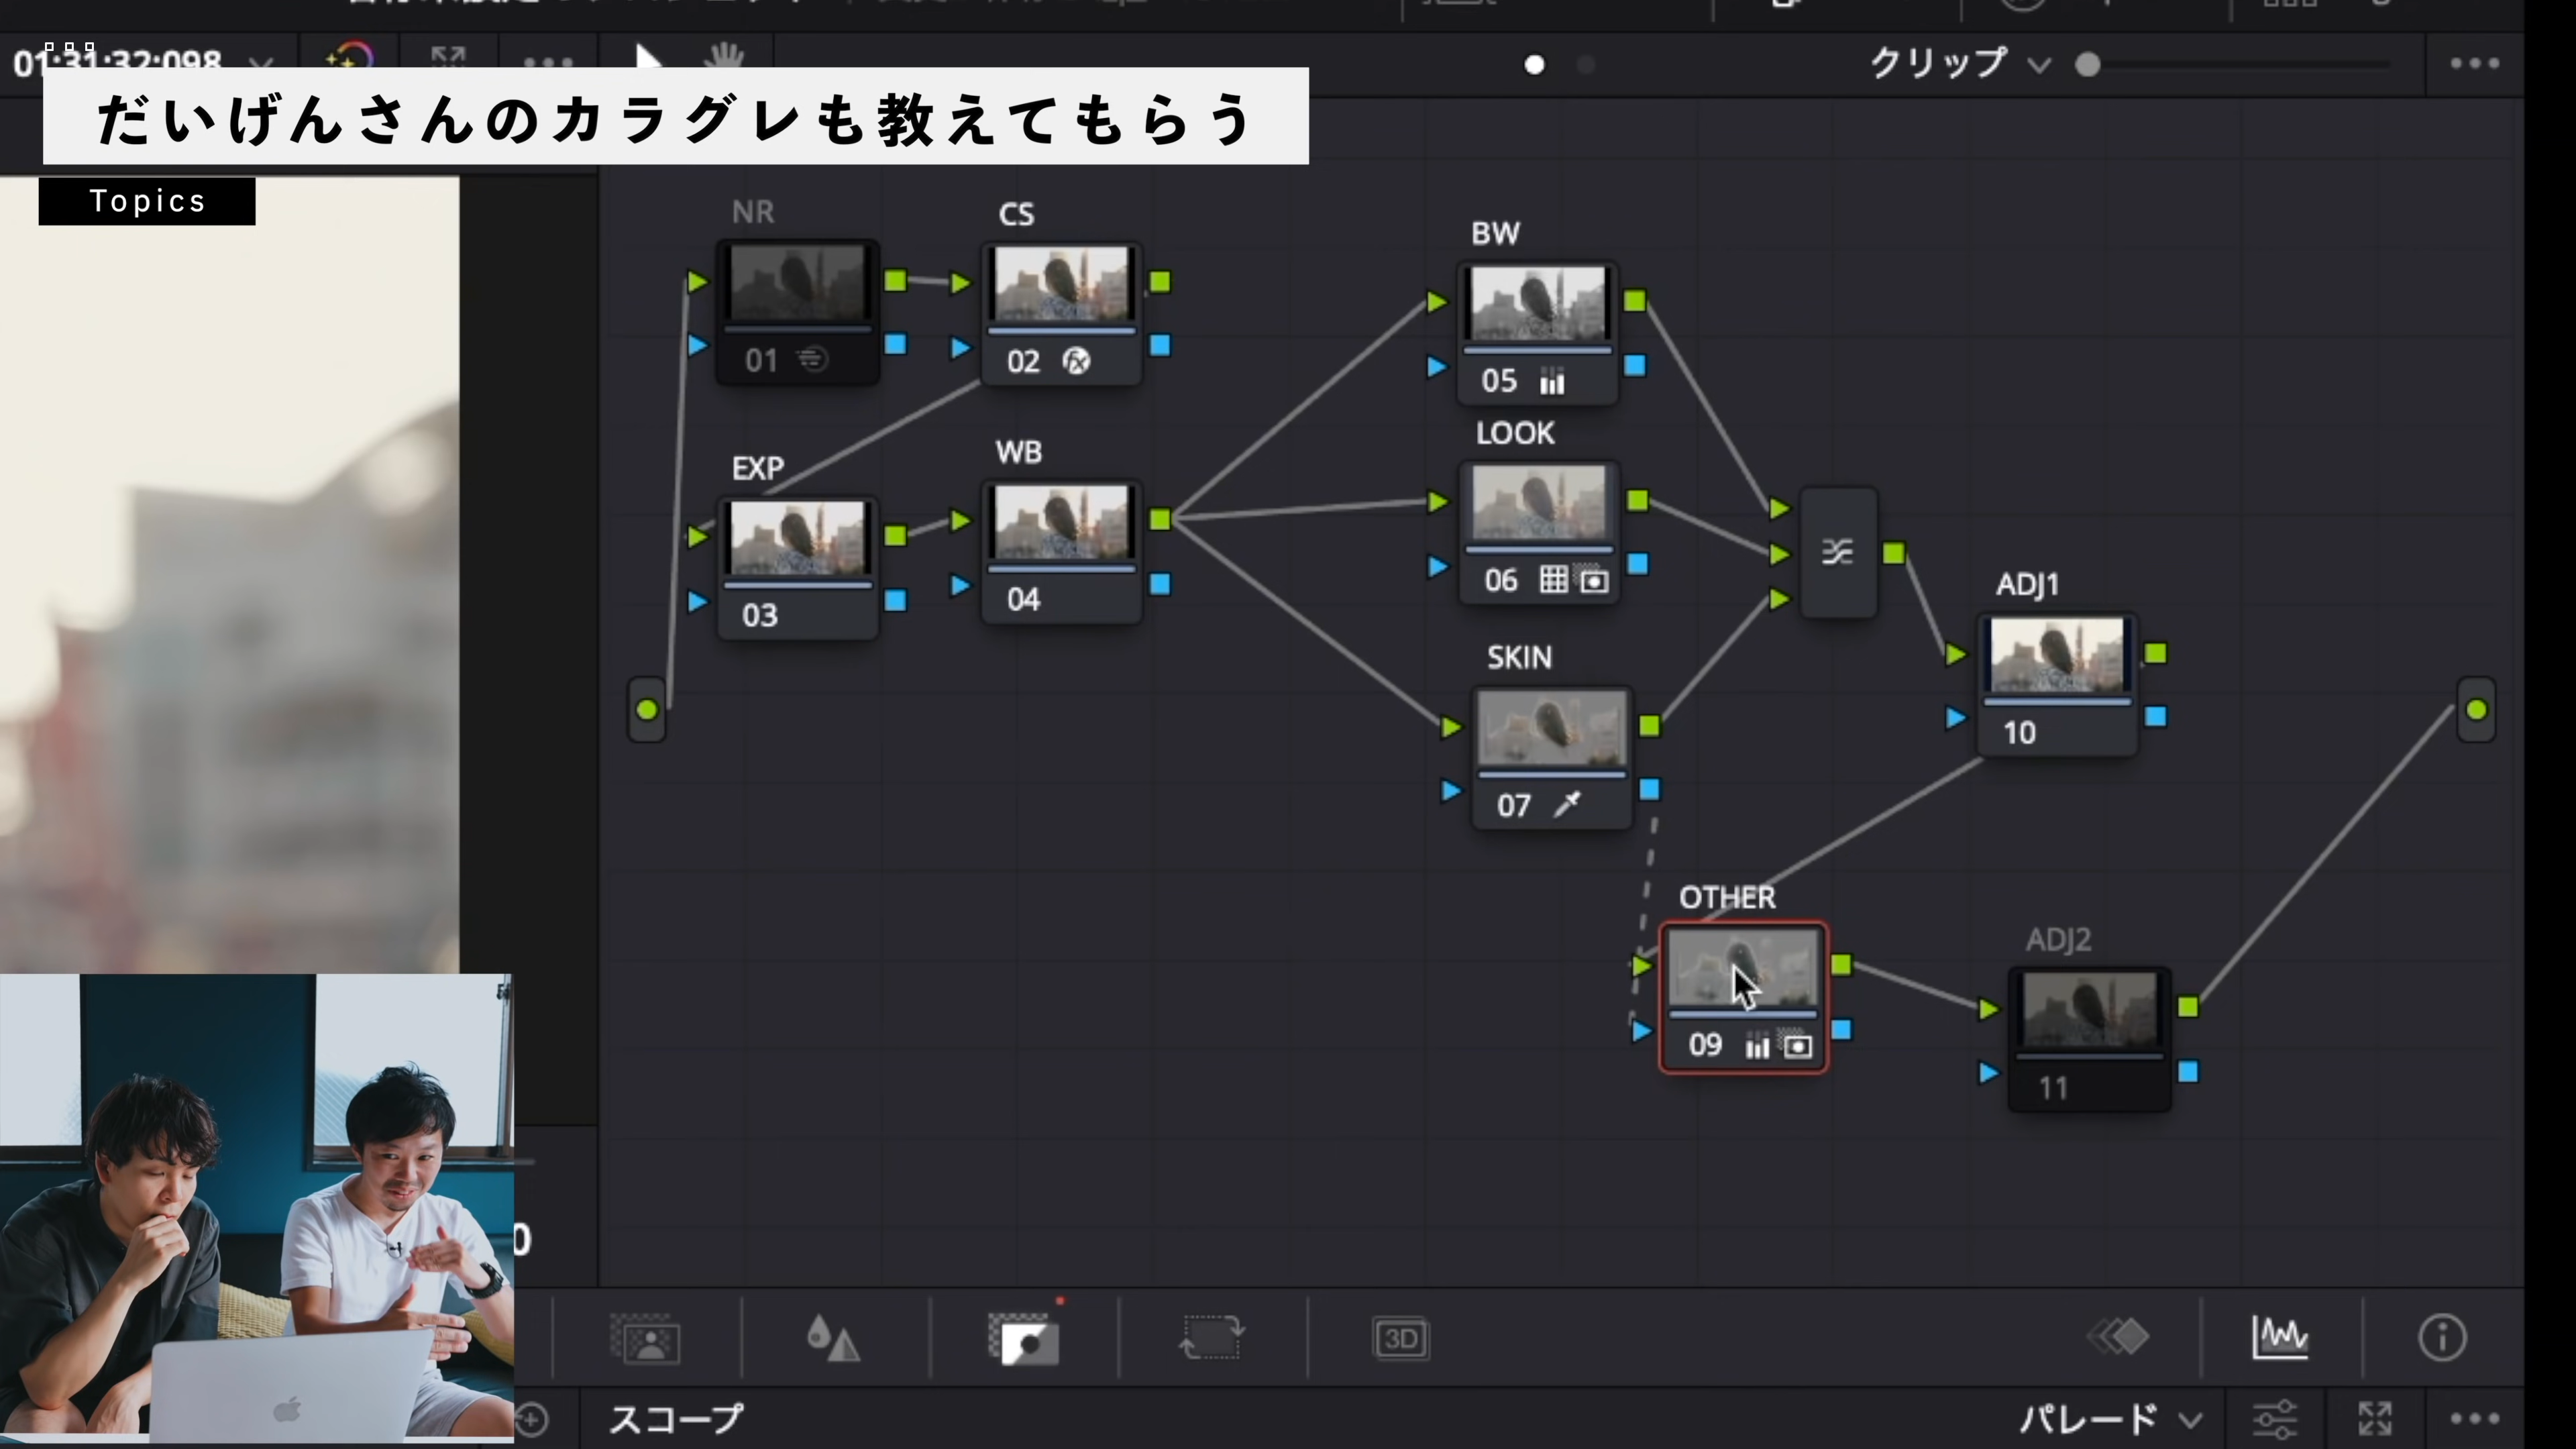 01:31:32:098
クリップ
だいげんさんのカラグレも教えてもらう
Topics
NR
CS
BW
01
02
05
LOOK
EXP
WB
06
03
04
ADJ1
SKIN
10
07
OTHER
ADJ2
09
11
0
3D
スコープ
パレード